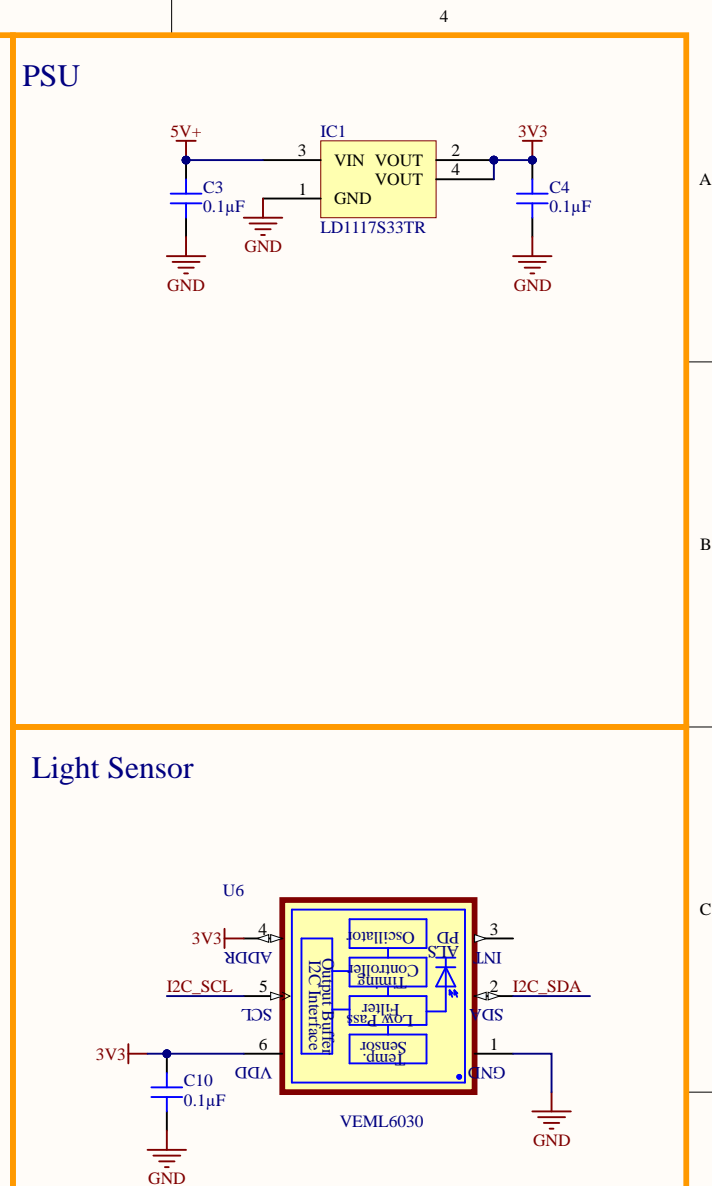 4
PSU
5V+
IC1
3V3
3
VIN
VOUT
2
VOUT
4
C3
0.1µF
1
GND
C4
0.1µF
LD1117S33TR
GND
GND
GND
A
B
Light Sensor
C
U6
3V3
4
ADDR
Oscillator
PD
ALS
3
INT
I2C_SCL
5
SCL
Output Buffer
I2C Interface
Timing
Controller
Low Pass
Filter
2
SDA
I2C_SDA
3V3
6
VDD
Temp.
Sensor
1
GND
C10
0.1µF
VEML6030
GND
GND